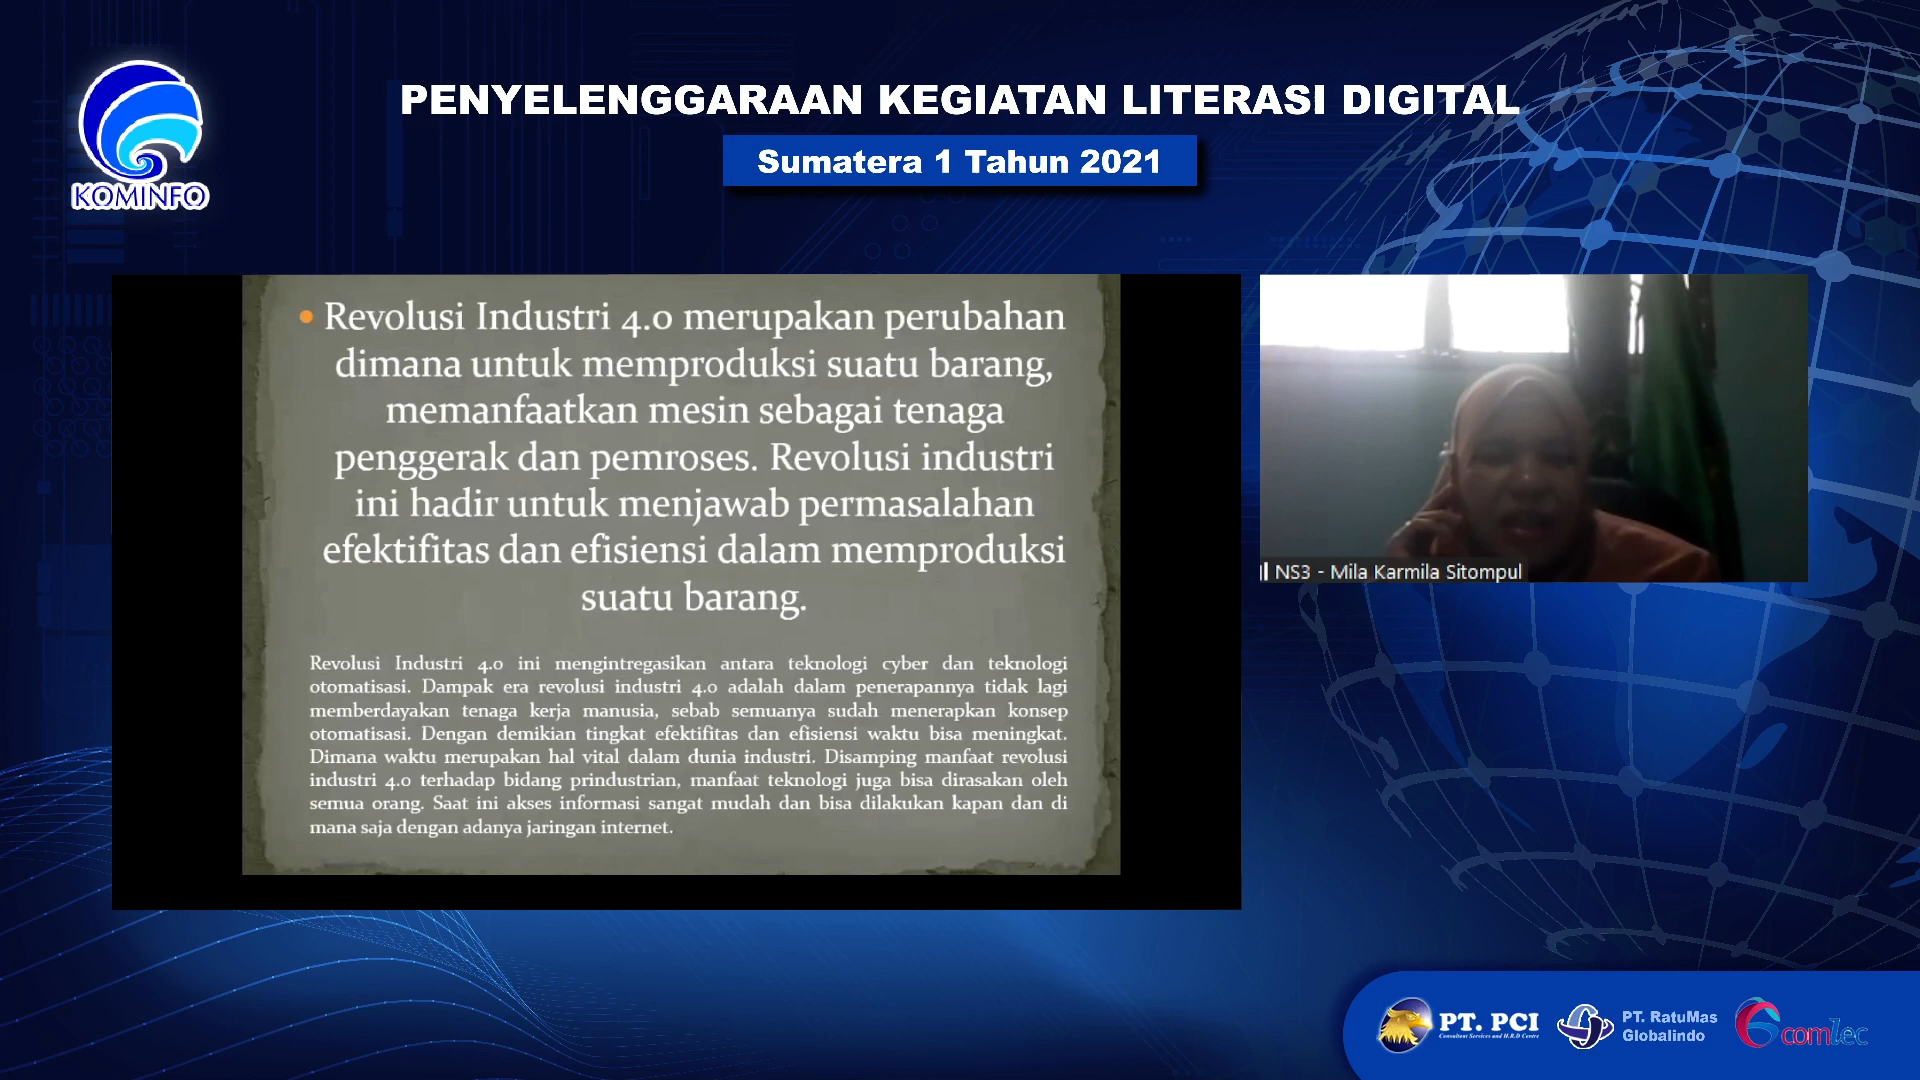 KOMINFO
PENYELENGGARAAN KEGIATAN LITERASI DIGITAL
Sumatera 1 Tahun 2021
• Revolusi Industri 4.0 merupakan perubahan
dimana untuk memproduksi suatu barang,
memanfaatkan mesin sebagai tenaga
penggerak dan pemroses. Revolusi industri
ini hadir untuk menjawab permasalahan
efektifitas dan efisiensi dalam memproduksi
suatu barang.
Revolusi Industri 4.0 ini mengintregasikan antara teknologi cyber dan teknologi
otomatisasi. Dampak era revolusi industri 4.0 adalah dalam penerapannya tidak lagi
memberdayakan tenaga kerja manusia, sebab semuanya sudah menerapkan konsep
otomatisasi. Dengan demikian tingkat efektifitas dan efisiensi waktu bisa meningkat.
Dimana waktu merupakan hal vital dalam dunia industri. Disamping manfaat revolusi
industri 4.0 terhadap bidang prindustrian, manfaat teknologi juga bisa dirasakan oleh
semua orang. Saat ini akses informasi sangat mudah dan bisa dilakukan kapan dan di
mana saja dengan adanya jaringan internet.
NS3 - Mila Karmila Sitompul
PT. PCI
Consultant Services and H.R.D Centre
PT. RatuMas
Globalindo
comtec